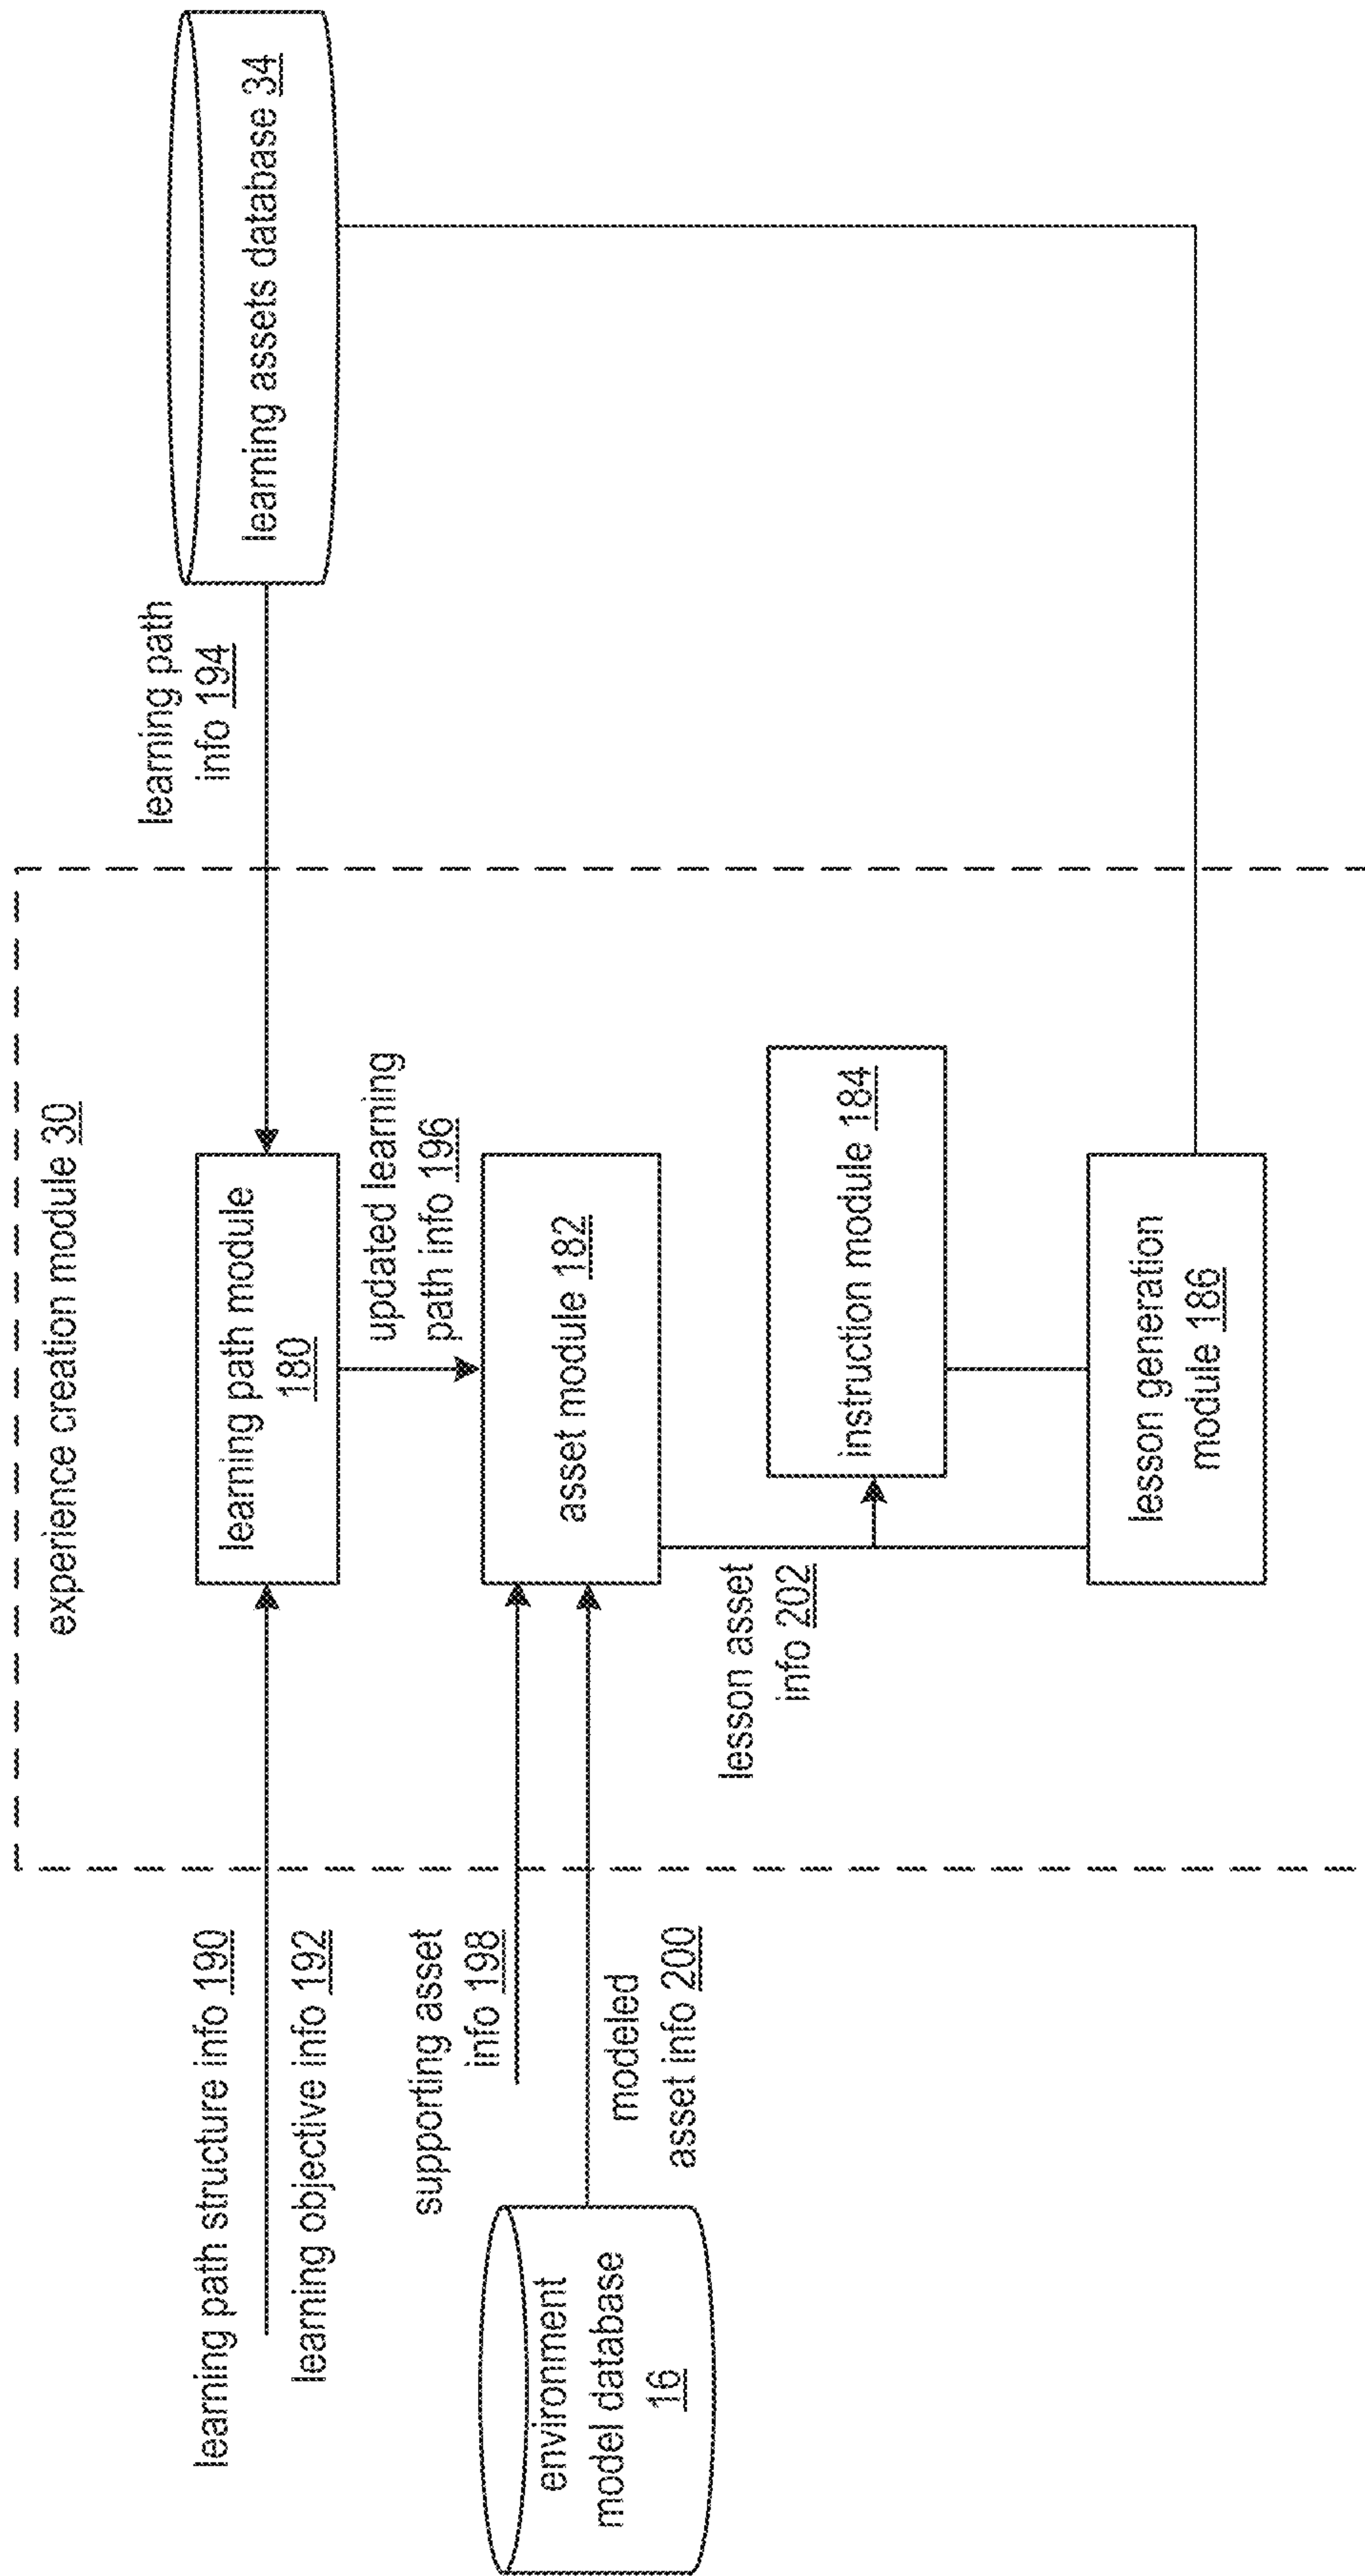 experience creation module 30
learning path structure info 190
learning objective info 192
learning path module
180
learning path
info 194
learning assets database 34
updated learning
path info 196
supporting asset
info 198
asset module 182
environment
model database
16
modeled
asset info 200
lesson asset
info 202
instruction module 184
lesson generation
module 186